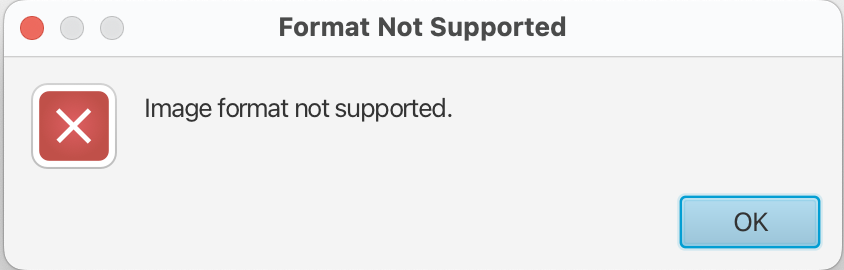 Format Not Supported
Image format not supported.
OK